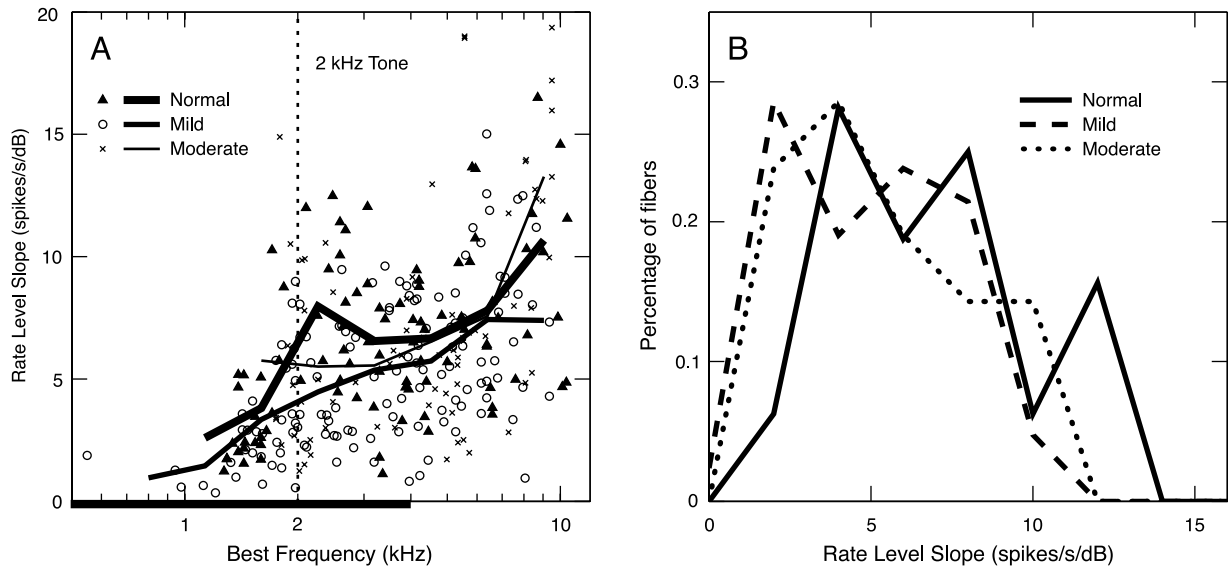 A
2 kHz Tone
Normal
Mild
Moderate
Rate Level Slope (spikes/s/dB)
20
15
10
5
0
1
2
10
Best Frequency (kHz)
B
Normal
Mild
Moderate
Percentage of fibers
0.3
0.2
0.1
0
0
5
10
15
Rate Level Slope (spikes/s/dB)